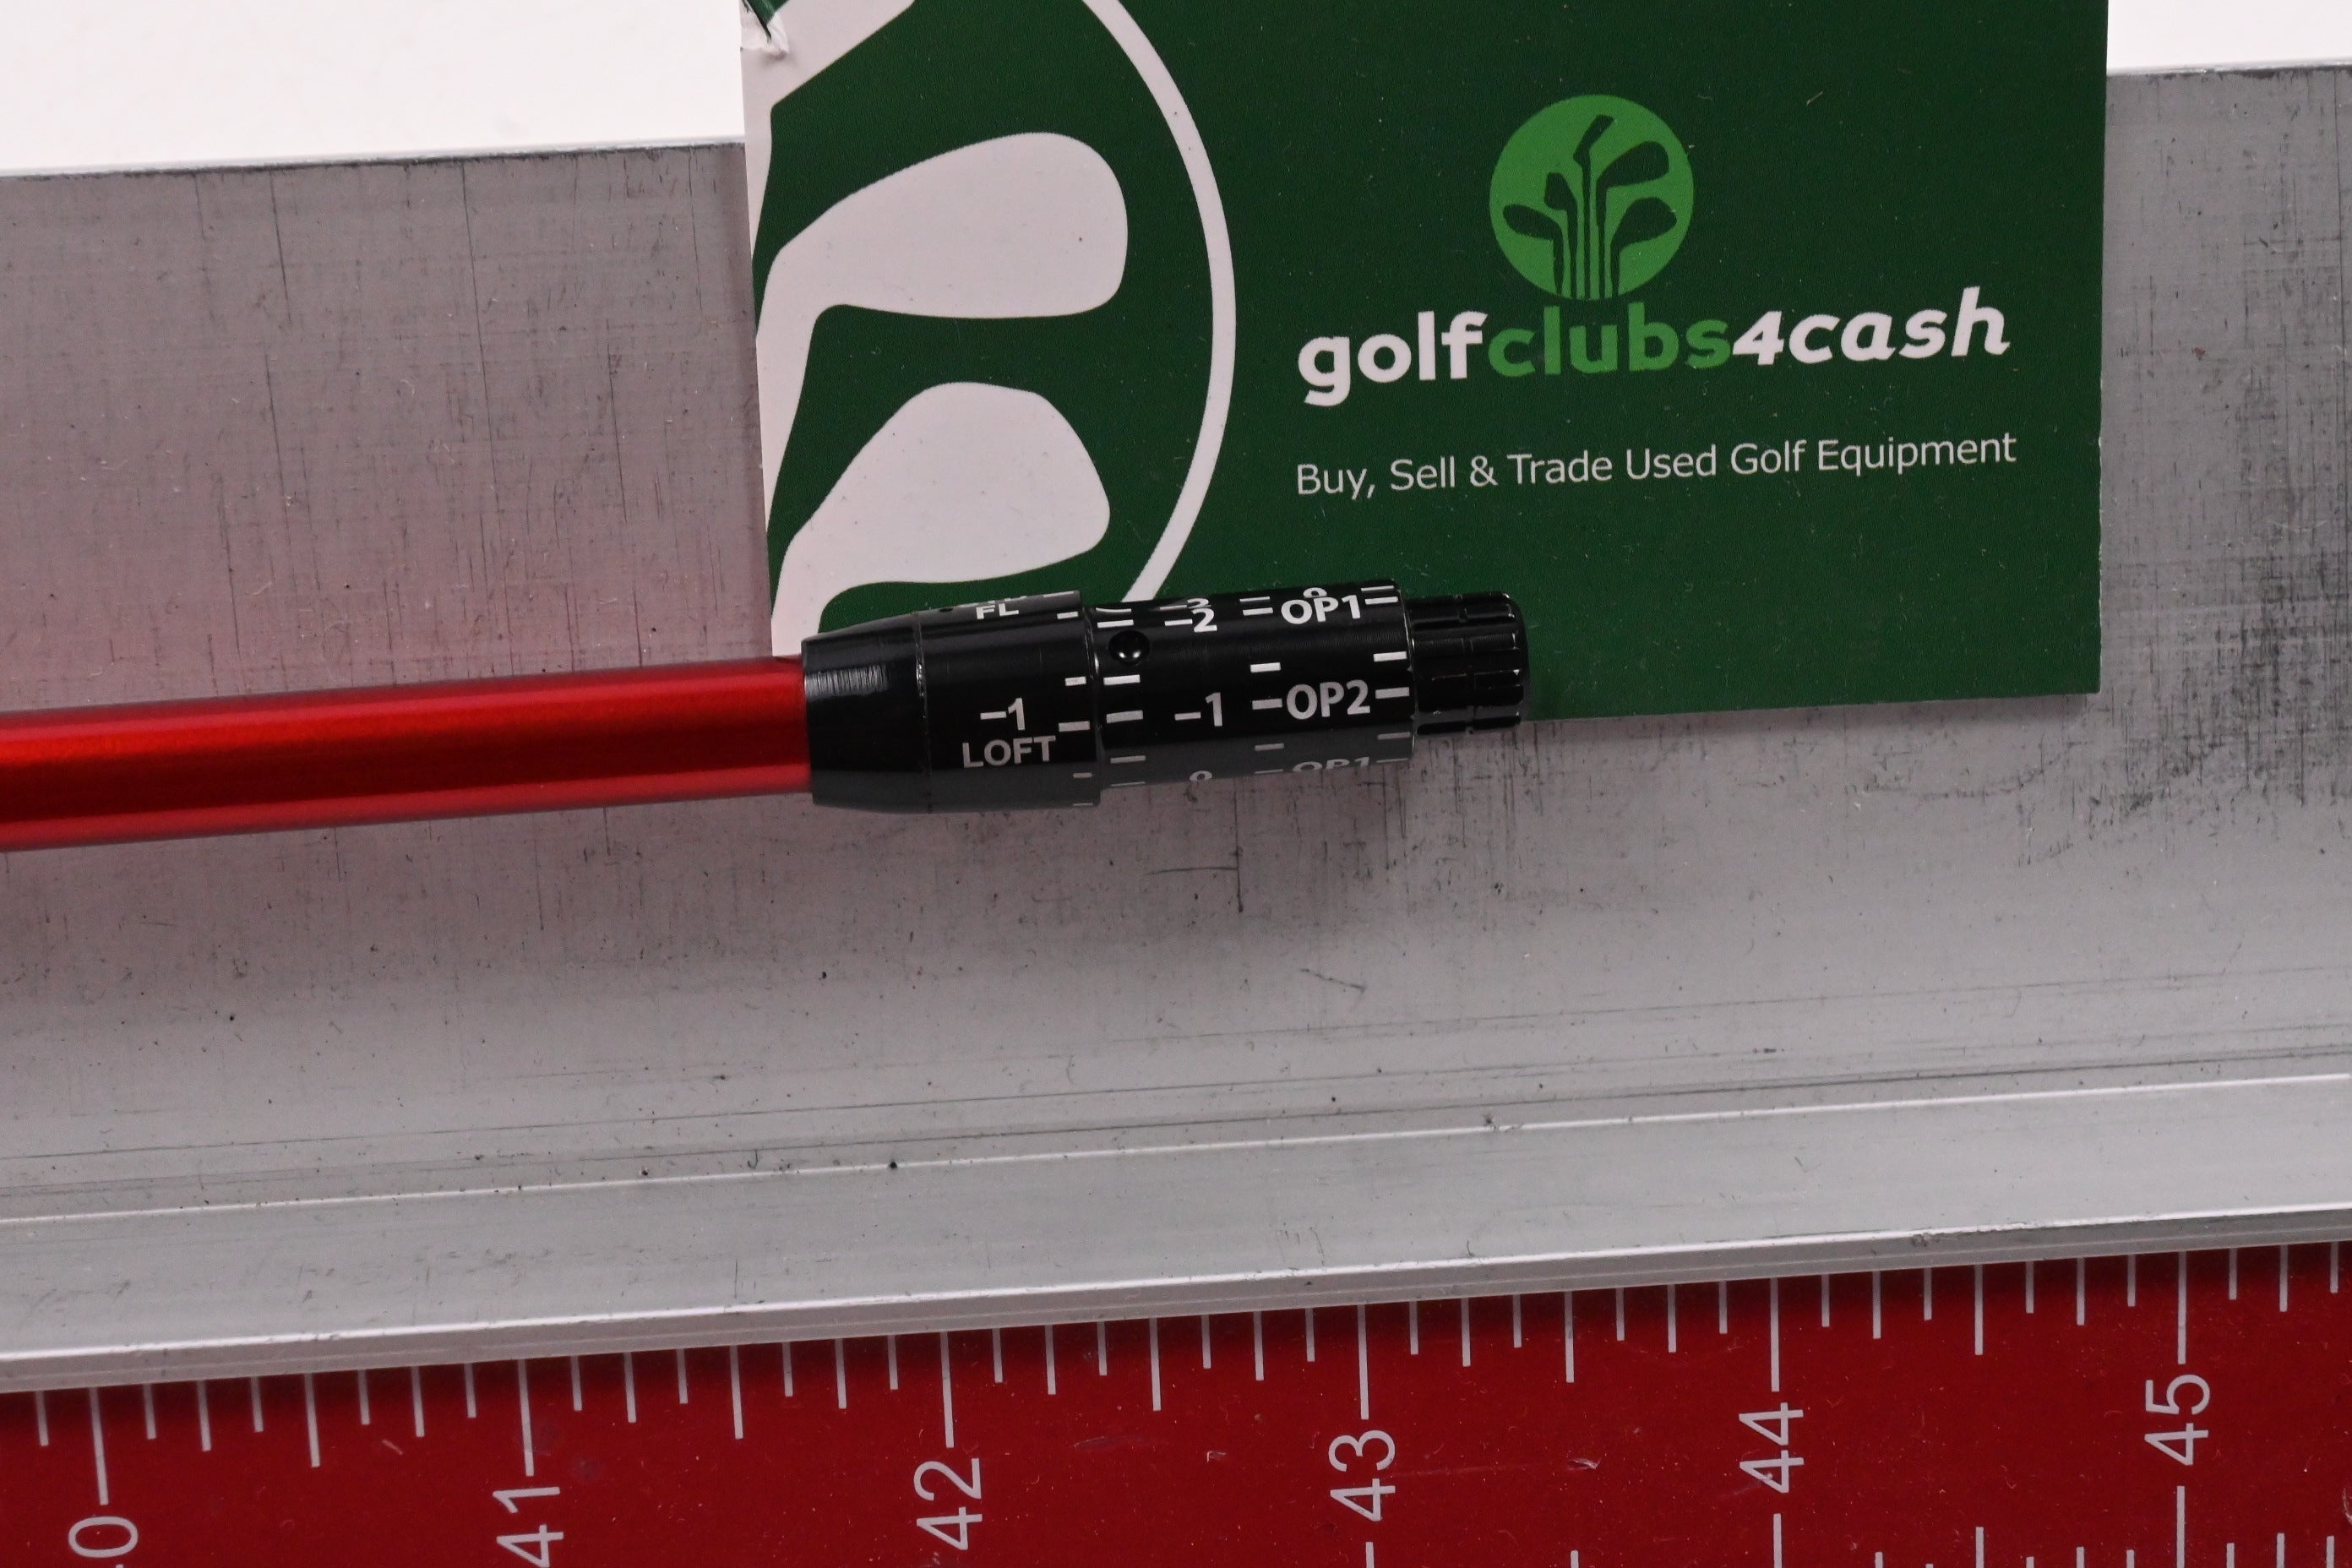 golfclubs4cash
Buy, Sell & Trade Used Golf Equipment
FL
-2 OP1
-1 -1 OP2
LOFT
OP1
41 42 43 44 45